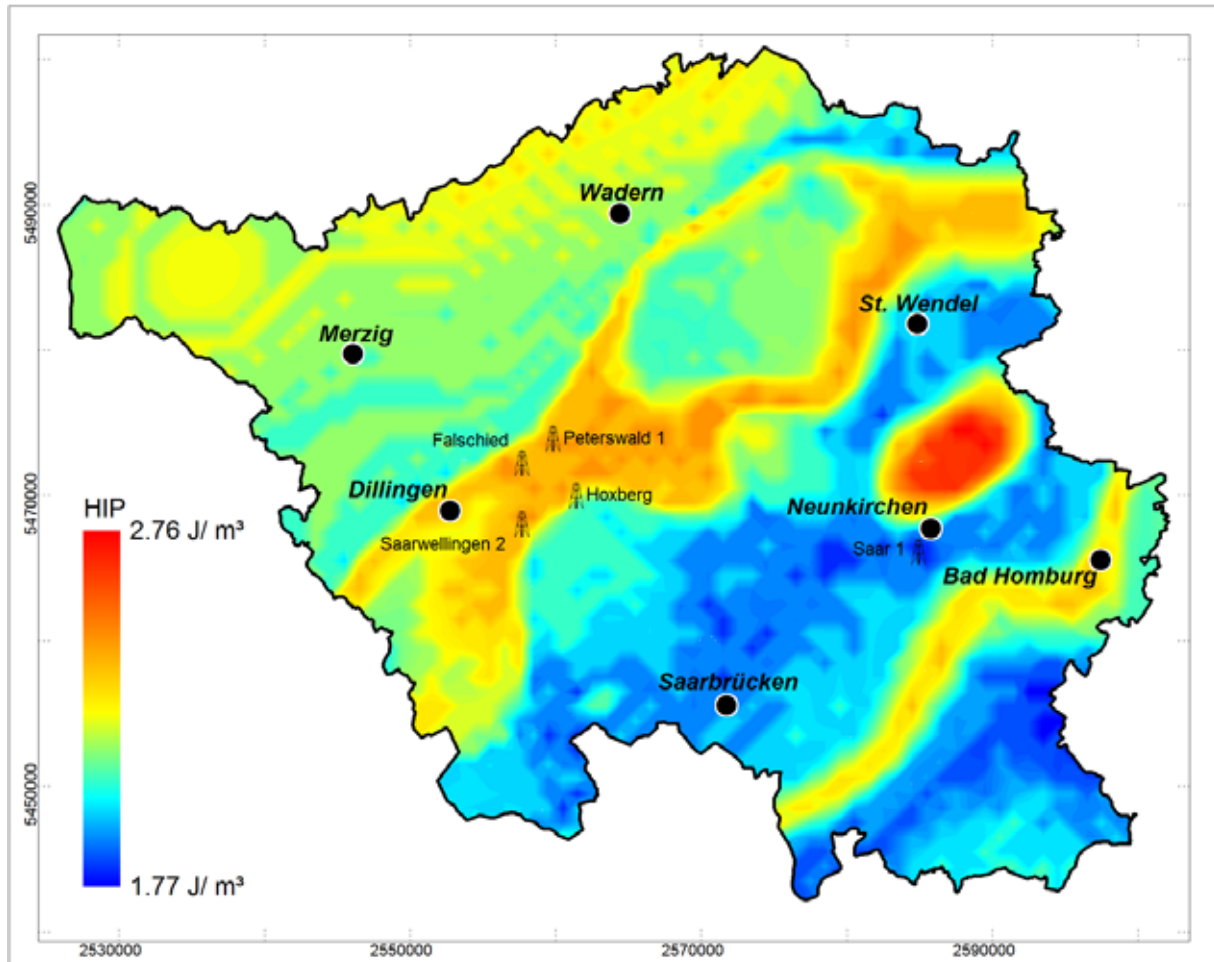 Wadern
5490000
St. Wendel
Merzig
Falschied
Peterswald 1
Dillingen
Hoxberg
5470000
HIP
Neunkirchen
2.76 J/ m³
Saarwellingen 2
Saar 1
Bad Homburg
Saarbrücken
5450000
1.77 J/ m³
2530000
2550000
2570000
2590000